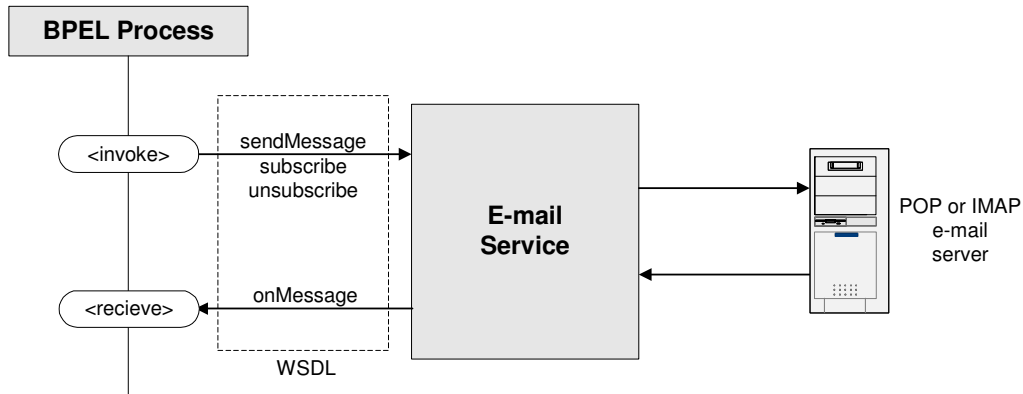 BPEL Process
<invoke>
sendMessage
subscribe
unsubscribe
E-mail
Service
POP or IMAP
e-mail
server
<recieve>
onMessage
WSDL